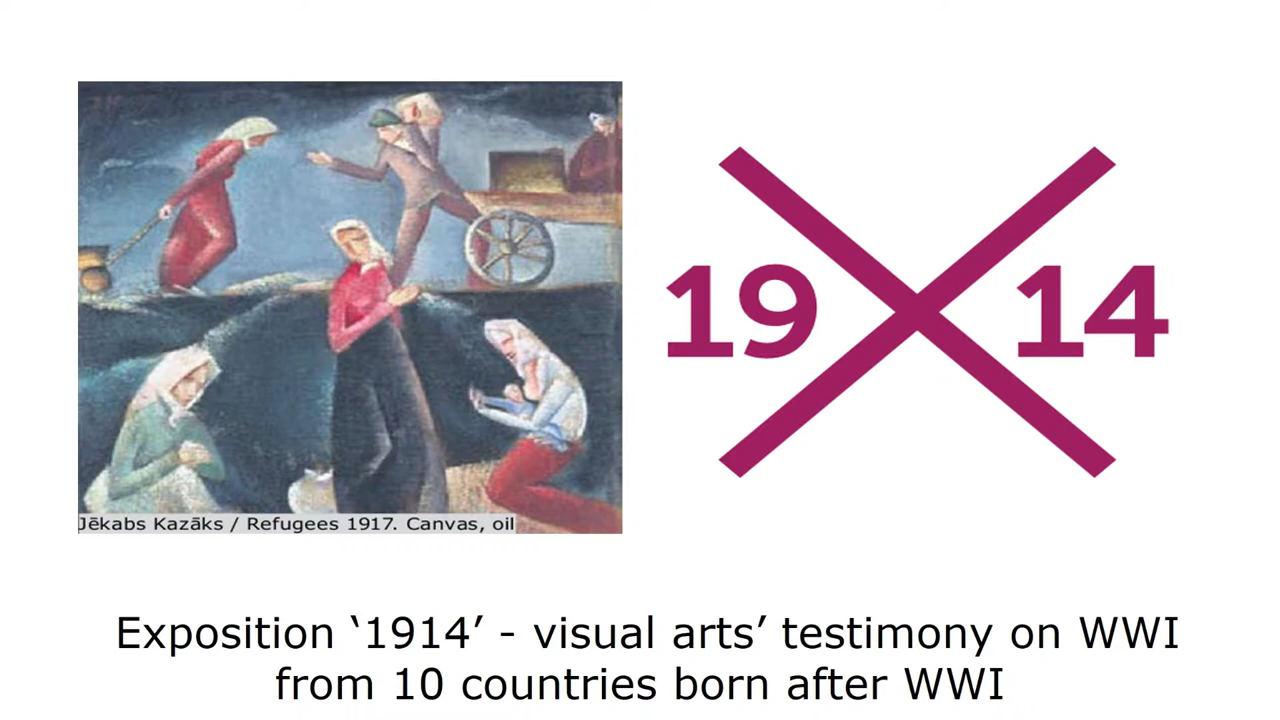 19 14
Jēkabs Kazāks / Refugees 1917. Canvas, oil
Exposition ‘1914’ - visual arts’ testimony on WWI
from 10 countries born after WWI